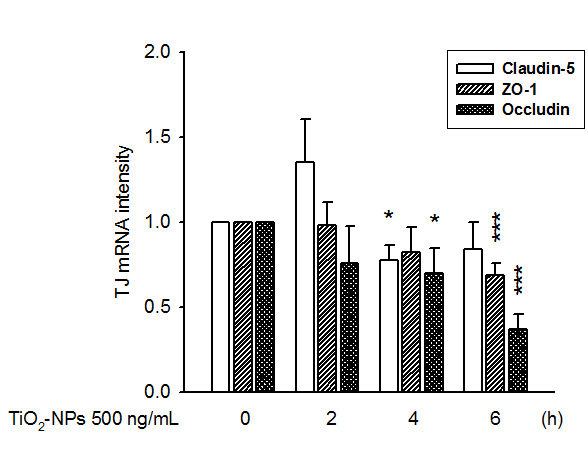 2.0
Claudin-5
ZO-1
Occludin
1.5
TJ mRNA intensity
* * ***
1.0
***
0.5
0.0
TiO2-NPs 500 ng/mL 0 2 4 6 (h)